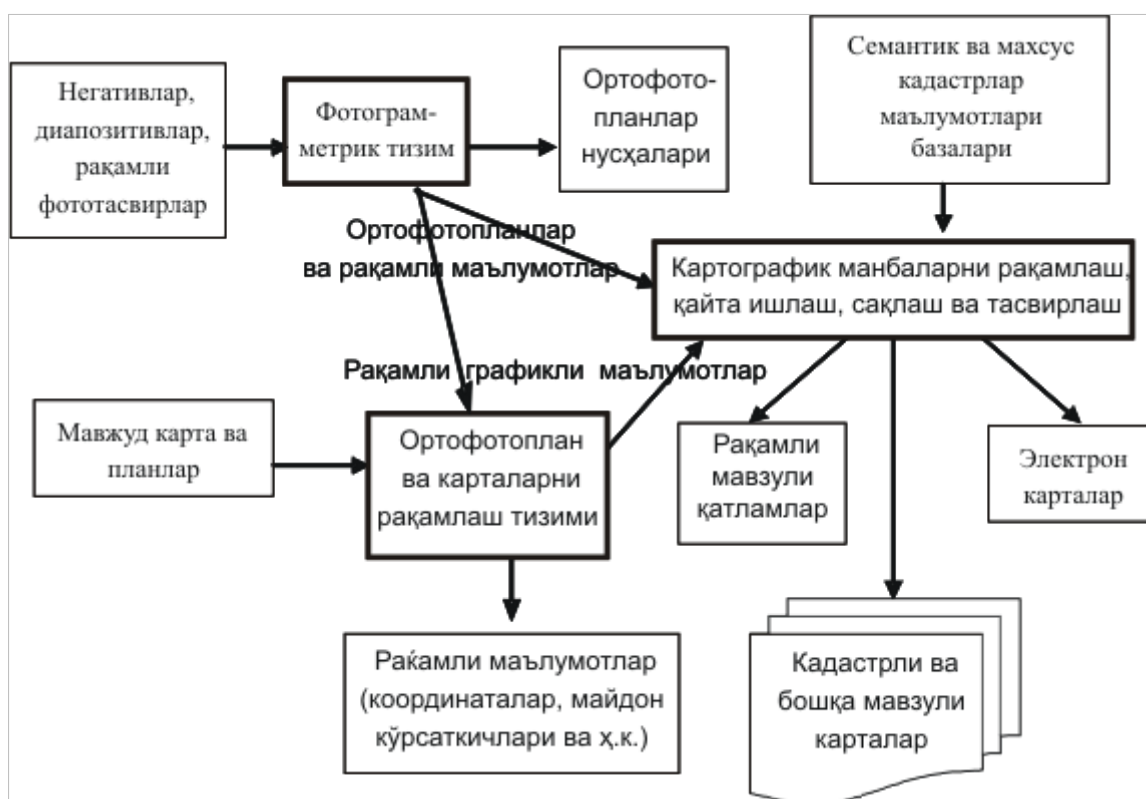 Негативлар,
диапозитивлар,
рақамли
фототасвирлар
Фотограм-
метрик тизим
Ортофото-
планлар
нусҳалари
Семантик ва махсус
кадастрлар
маълумотлари
базалари
Ортофотопланлар
ва рақамли маълумотлар
Картографик манбаларни рақамлаш,
қайта ишлаш, сақлаш ва тасвирлаш
Рақамли графикли маълумотлар
Мавжуд карта ва
планлар
Ортофотоплан
ва карталарни
рақамлаш тизими
Рақамли
мавзули
қатламлар
Электрон
карталар
Раќамли маълумотлар
(координаталар, майдон
кўрсаткичлари ва ҳ.к.)
Кадастрли ва
бошқа мавзули
карталар